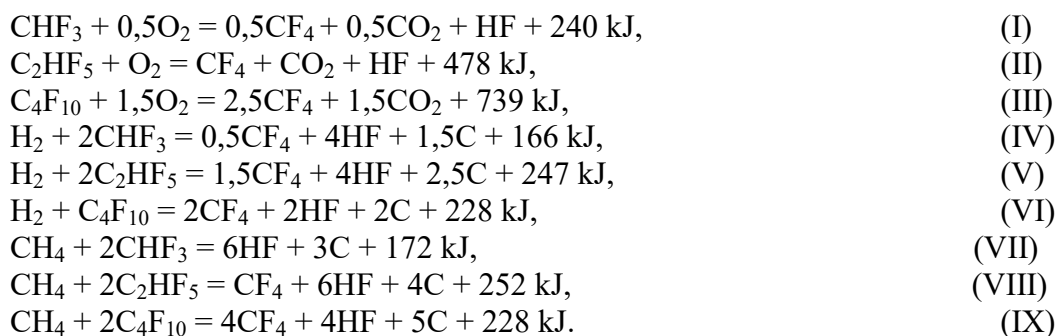 CHF₃ + 0,5O₂ = 0,5CF₄ + 0,5CO₂ + HF + 240 kJ, (I)
C₂HF₅ + O₂ = CF₄ + CO₂ + HF + 478 kJ, (II)
C₄F₁₀ + 1,5O₂ = 2,5CF₄ + 1,5CO₂ + 739 kJ, (III)
H₂ + 2CHF₃ = 0,5CF₄ + 4HF + 1,5C + 166 kJ, (IV)
H₂ + 2C₂HF₅ = 1,5CF₄ + 4HF + 2,5C + 247 kJ, (V)
H₂ + C₄F₁₀ = 2CF₄ + 2HF + 2C + 228 kJ, (VI)
CH₄ + 2CHF₃ = 6HF + 3C + 172 kJ, (VII)
CH₄ + 2C₂HF₅ = CF₄ + 6HF + 4C + 252 kJ, (VIII)
CH₄ + 2C₄F₁₀ = 4CF₄ + 4HF + 5C + 228 kJ. (IX)